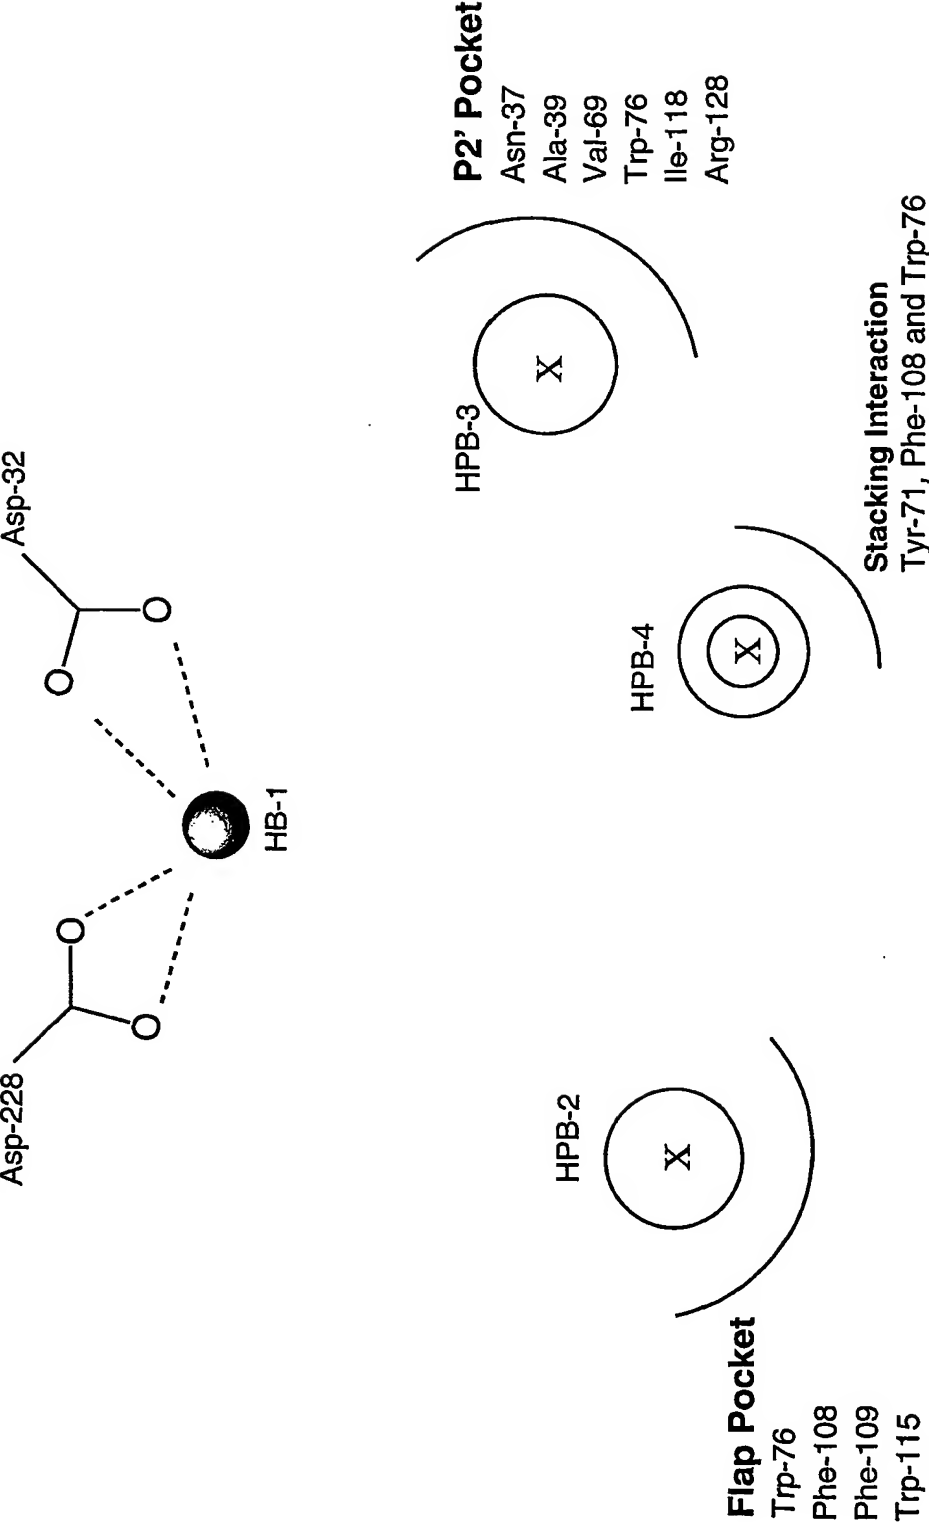 Asp-228
O
O
O
O
Asp-32
HB-1
HPB-2
X
HPB-4
X
HPB-3
X
P2' Pocket
Asn-37
Ala-39
Val-69
Trp-76
Ile-118
Arg-128
Flap Pocket
Trp-76
Phe-108
Phe-109
Trp-115
Stacking Interaction
Tyr-71, Phe-108 and Trp-76